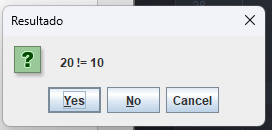 Resultado
20 != 10
Yes No Cancel